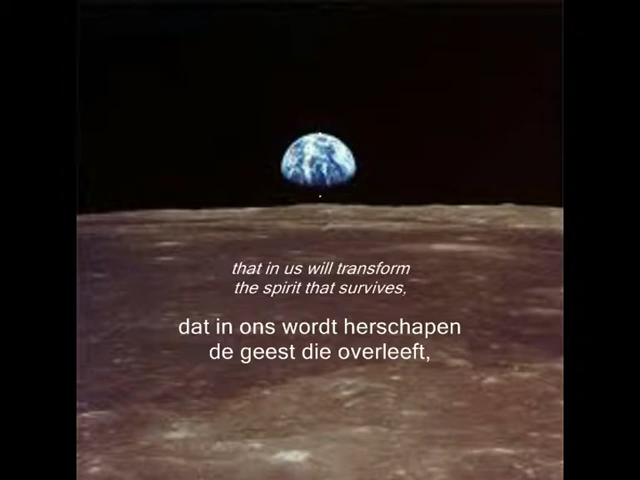 that in us will transform
the spirit that survives,
dat in ons wordt herschapen
de geest die overleeft,